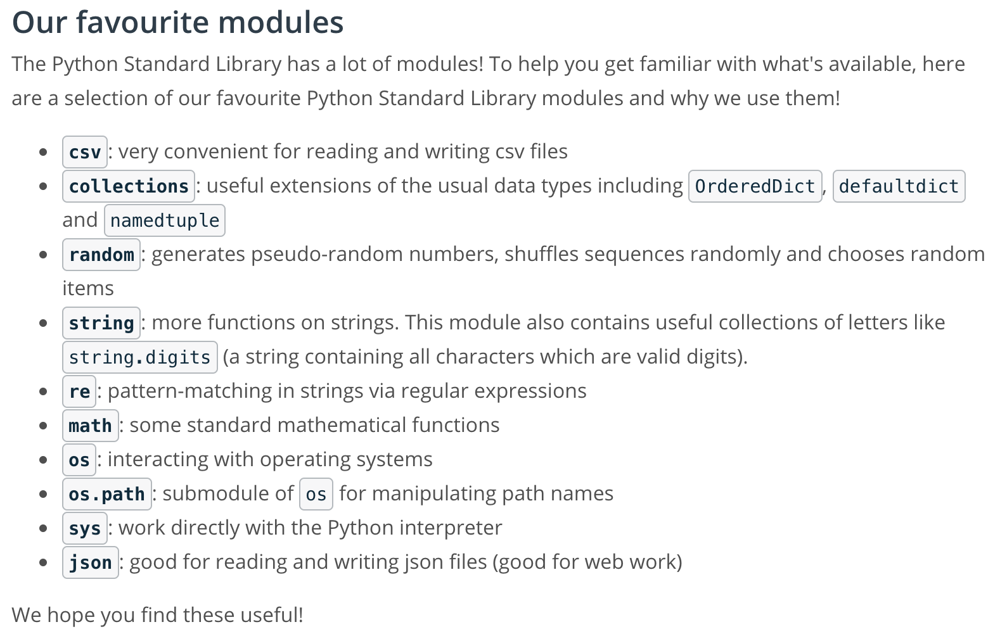 Our favourite modules
The Python Standard Library has a lot of modules! To help you get familiar with what's available, here
are a selection of our favourite Python Standard Library modules and why we use them!
csv: very convenient for reading and writing csv files
collections: useful extensions of the usual data types including OrderedDict, defaultdict
and namedtuple
random: generates pseudo-random numbers, shuffles sequences randomly and chooses random
items
string: more functions on strings. This module also contains useful collections of letters like
string.digits (a string containing all characters which are valid digits).
re: pattern-matching in strings via regular expressions
math: some standard mathematical functions
os: interacting with operating systems
os.path: submodule of os for manipulating path names
sys: work directly with the Python interpreter
json: good for reading and writing json files (good for web work)
We hope you find these useful!